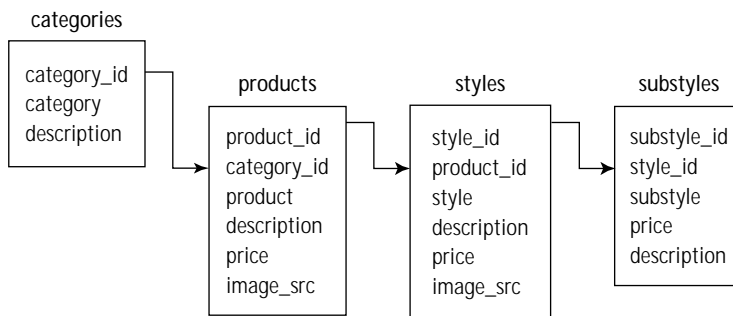 categories
category_id
category
description
products
product_id
category_id
product
description
price
image_src
styles
style_id
product_id
style
description
price
image_src
substyles
substyle_id
style_id
substyle
price
description